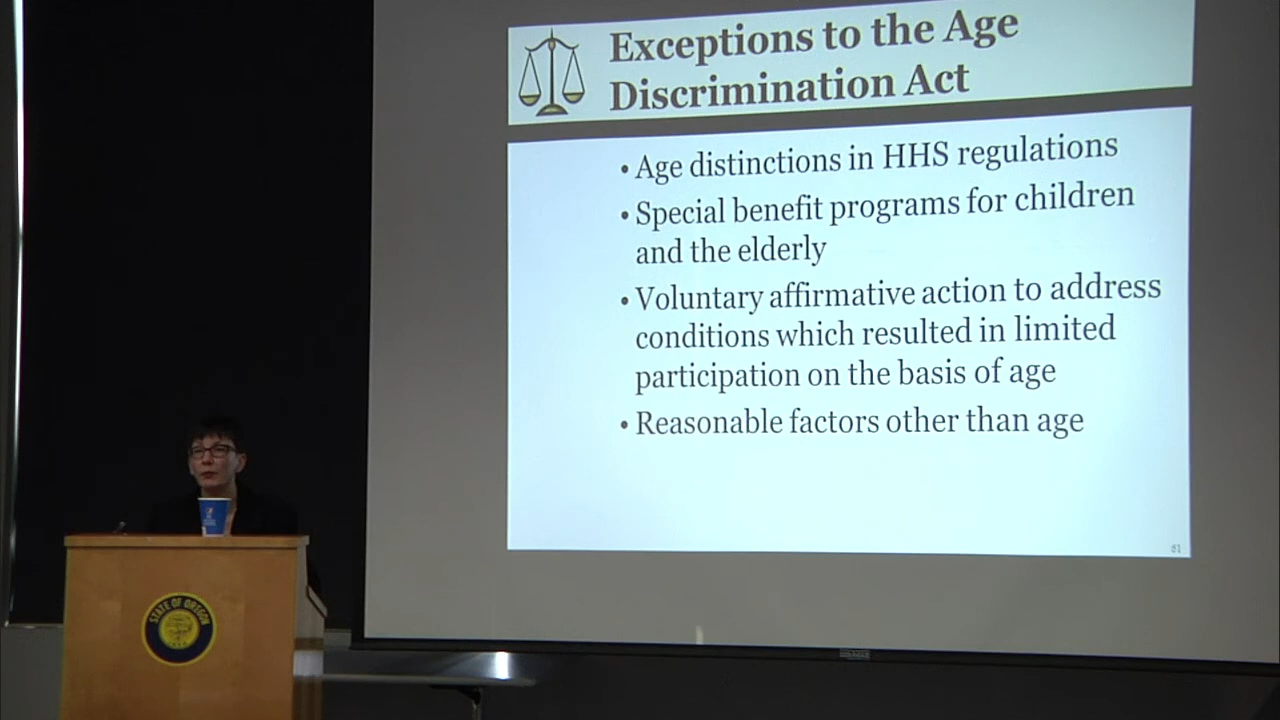 Exceptions to the Age
Discrimination Act
• Age distinctions in HHS regulations
• Special benefit programs for children
and the elderly
• Voluntary affirmative action to address
conditions which resulted in limited
participation on the basis of age
• Reasonable factors other than age
61
STATE OF OREGON